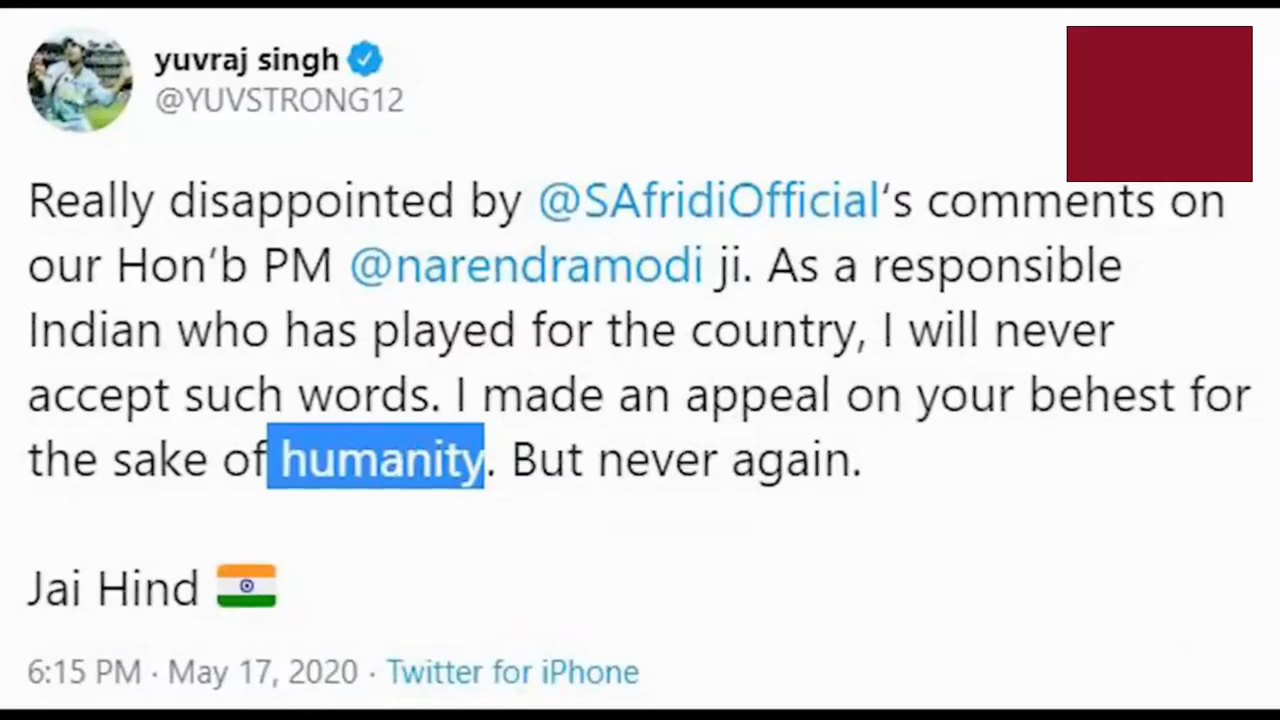 yuvraj singh
@YUVSTRONG12
Really disappointed by @SAfridiOfficial‘s comments on
our Hon’b PM @narendramodi ji. As a responsible
Indian who has played for the country, I will never
accept such words. I made an appeal on your behest for
the sake of humanity. But never again.
Jai Hind
6:15 PM · May 17, 2020 · Twitter for iPhone